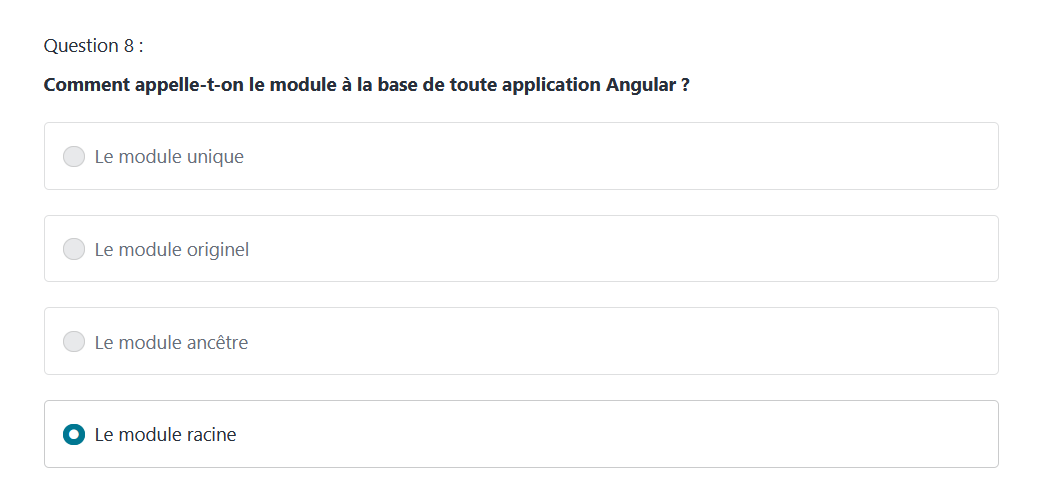 Question 8 :
Comment appelle-t-on le module à la base de toute application Angular ?
Le module unique
Le module originel
Le module ancêtre
Le module racine